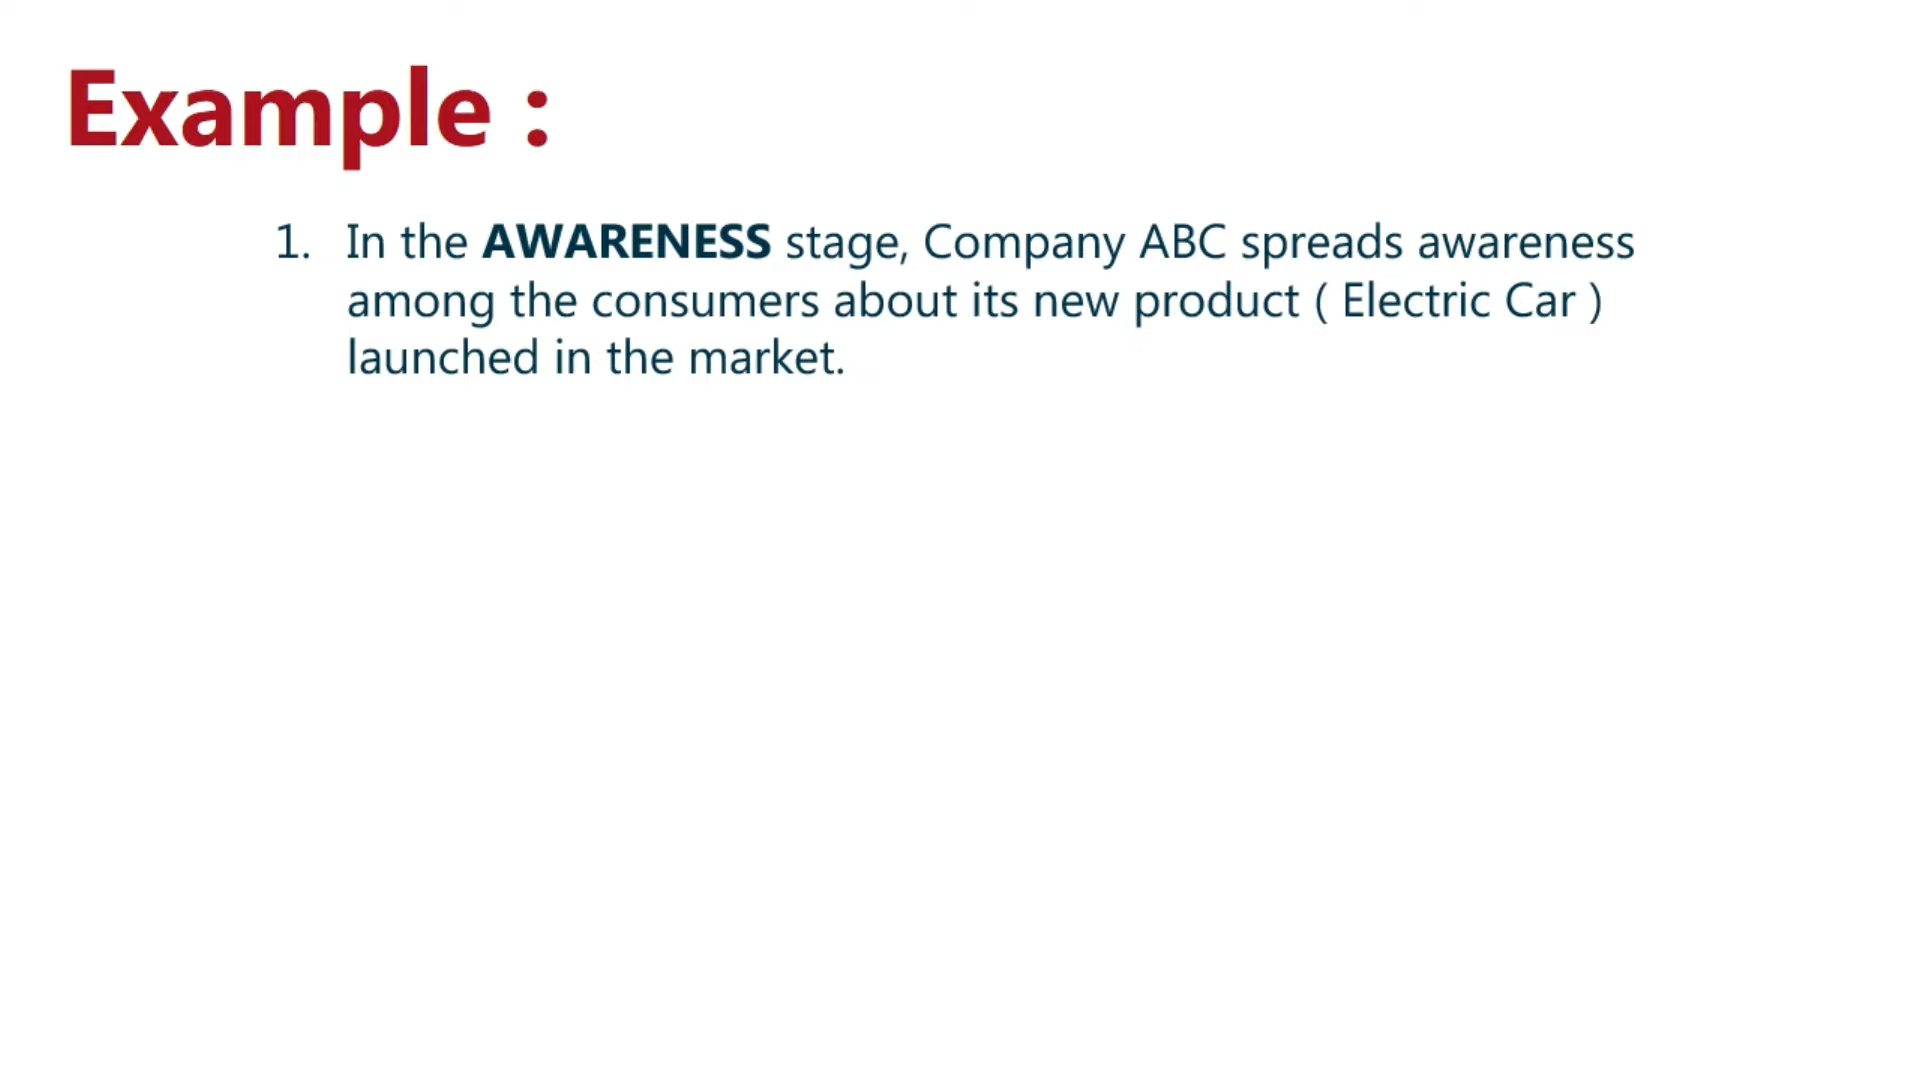 Example :
1. In the AWARENESS stage, Company ABC spreads awareness
among the consumers about its new product ( Electric Car )
launched in the market.